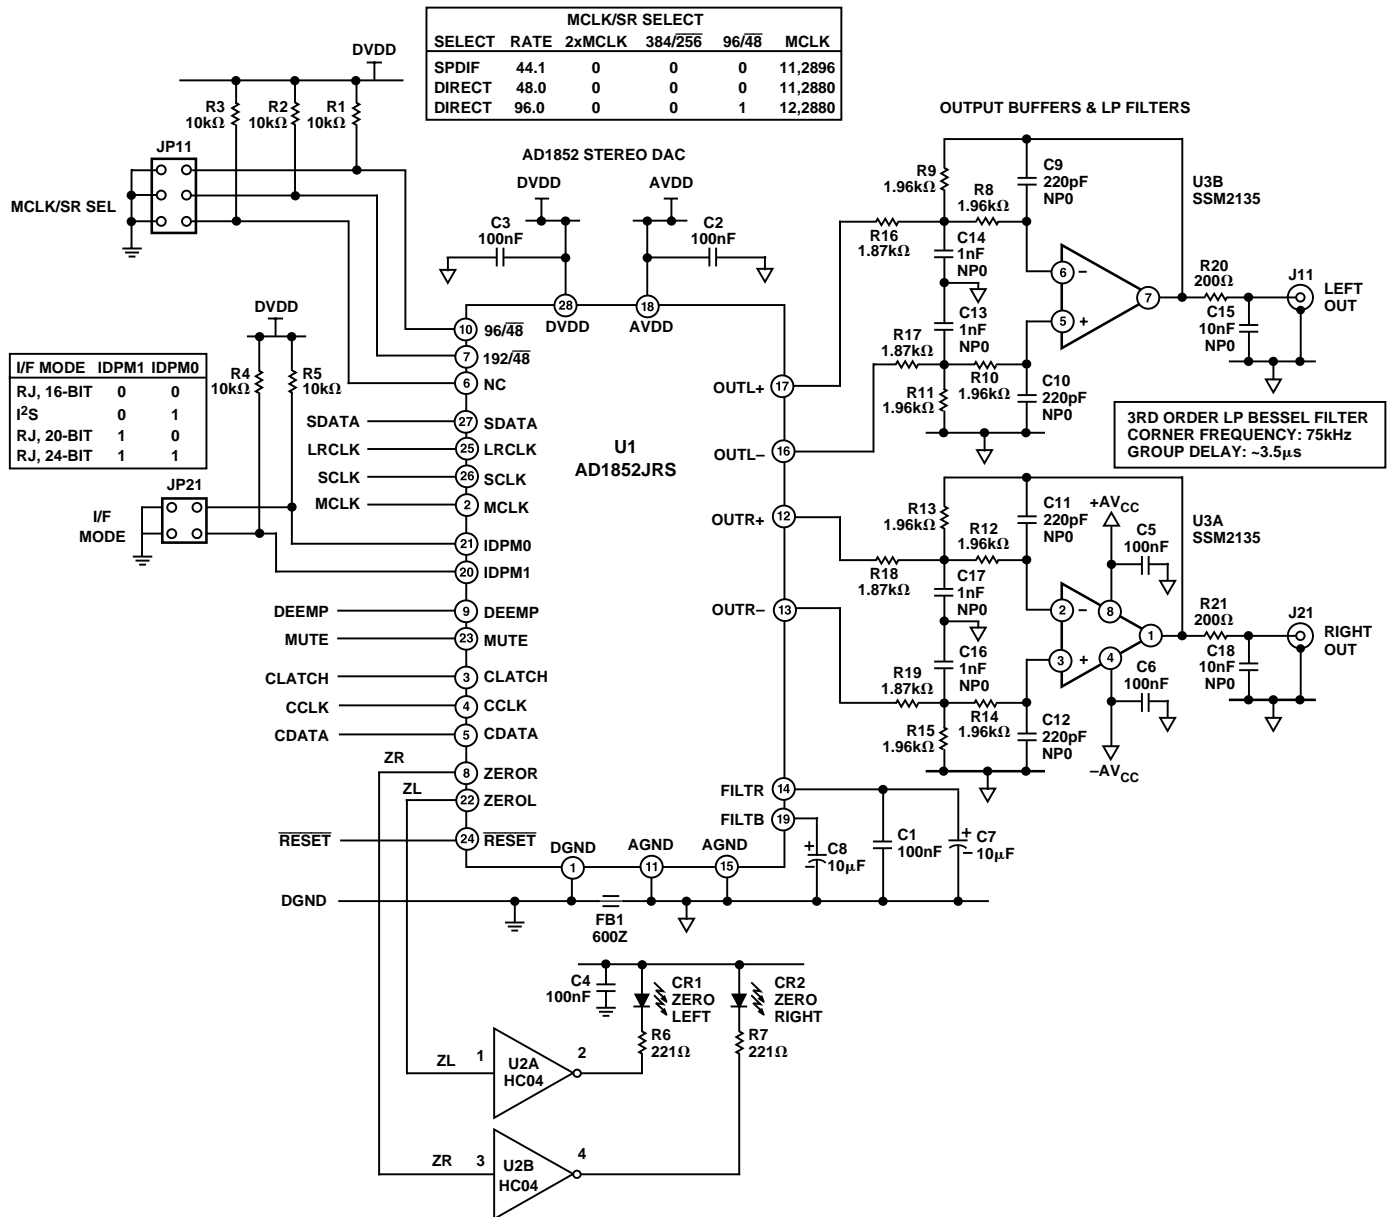 MCLK/SR SELECT
SELECT RATE 2xMCLK 384/256 96/48 MCLK
SPDIF 44.1 0 0 0 11,2896
DIRECT 48.0 0 0 0 11,2880
DIRECT 96.0 0 0 1 12,2880
DVDD
R3
10kΩ
R2
10kΩ
R1
10kΩ
JP11
MCLK/SR SEL
AD1852 STEREO DAC
DVDD
AVDD
C3
100nF
C2
100nF
28
DVDD
18
AVDD
DVDD
R4
10kΩ
R5
10kΩ
I/F MODE IDPM1 IDPM0
RJ, 16-BIT 0 0
I2S 0 1
RJ, 20-BIT 1 0
RJ, 24-BIT 1 1
JP21
I/F
MODE
10 96/48
7 192/48
6 NC
SDATA 27 SDATA
LRCLK 25 LRCLK
SCLK 26 SCLK
MCLK 2 MCLK
21 IDPM0
20 IDPM1
DEEMP 9 DEEMP
MUTE 23 MUTE
CLATCH 3 CLATCH
CCLK 4 CCLK
CDATA 5 CDATA
ZR
8 ZEROR
ZL
22 ZEROL
RESET 24 RESET
U1
AD1852JRS
OUTL+ 17
OUTL– 16
OUTR+ 12
OUTR– 13
FILTR 14
FILTB 19
DGND
1
AGND
11
AGND
15
DGND
FB1
600Z
C8
10µF
+
–
C1
100nF
C7
10µF
+
–
OUTPUT BUFFERS & LP FILTERS
R9
1.96kΩ
R8
1.96kΩ
C9
220pF
NP0
U3B
SSM2135
R16
1.87kΩ
C14
1nF
NP0
6 –
5 +
7
R20
200Ω
J11
LEFT
OUT
C15
10nF
NP0
C13
1nF
NP0
R17
1.87kΩ
R10
1.96kΩ
R11
1.96kΩ
C10
220pF
NP0
3RD ORDER LP BESSEL FILTER
CORNER FREQUENCY: 75kHz
GROUP DELAY: ~3.5µs
R13
1.96kΩ
R12
1.96kΩ
C11
220pF
NP0
+AVCC
C5
100nF
U3A
SSM2135
R18
1.87kΩ
C17
1nF
NP0
2 –
3 +
8
4
1
R21
200Ω
J21
RIGHT
OUT
C18
10nF
NP0
C16
1nF
NP0
C6
100nF
R19
1.87kΩ
R14
1.96kΩ
R15
1.96kΩ
C12
220pF
NP0
–AVCC
C4
100nF
CR1
ZERO
LEFT
CR2
ZERO
RIGHT
R6
221Ω
R7
221Ω
ZL 1
U2A
HC04
2
ZR 3
U2B
HC04
4